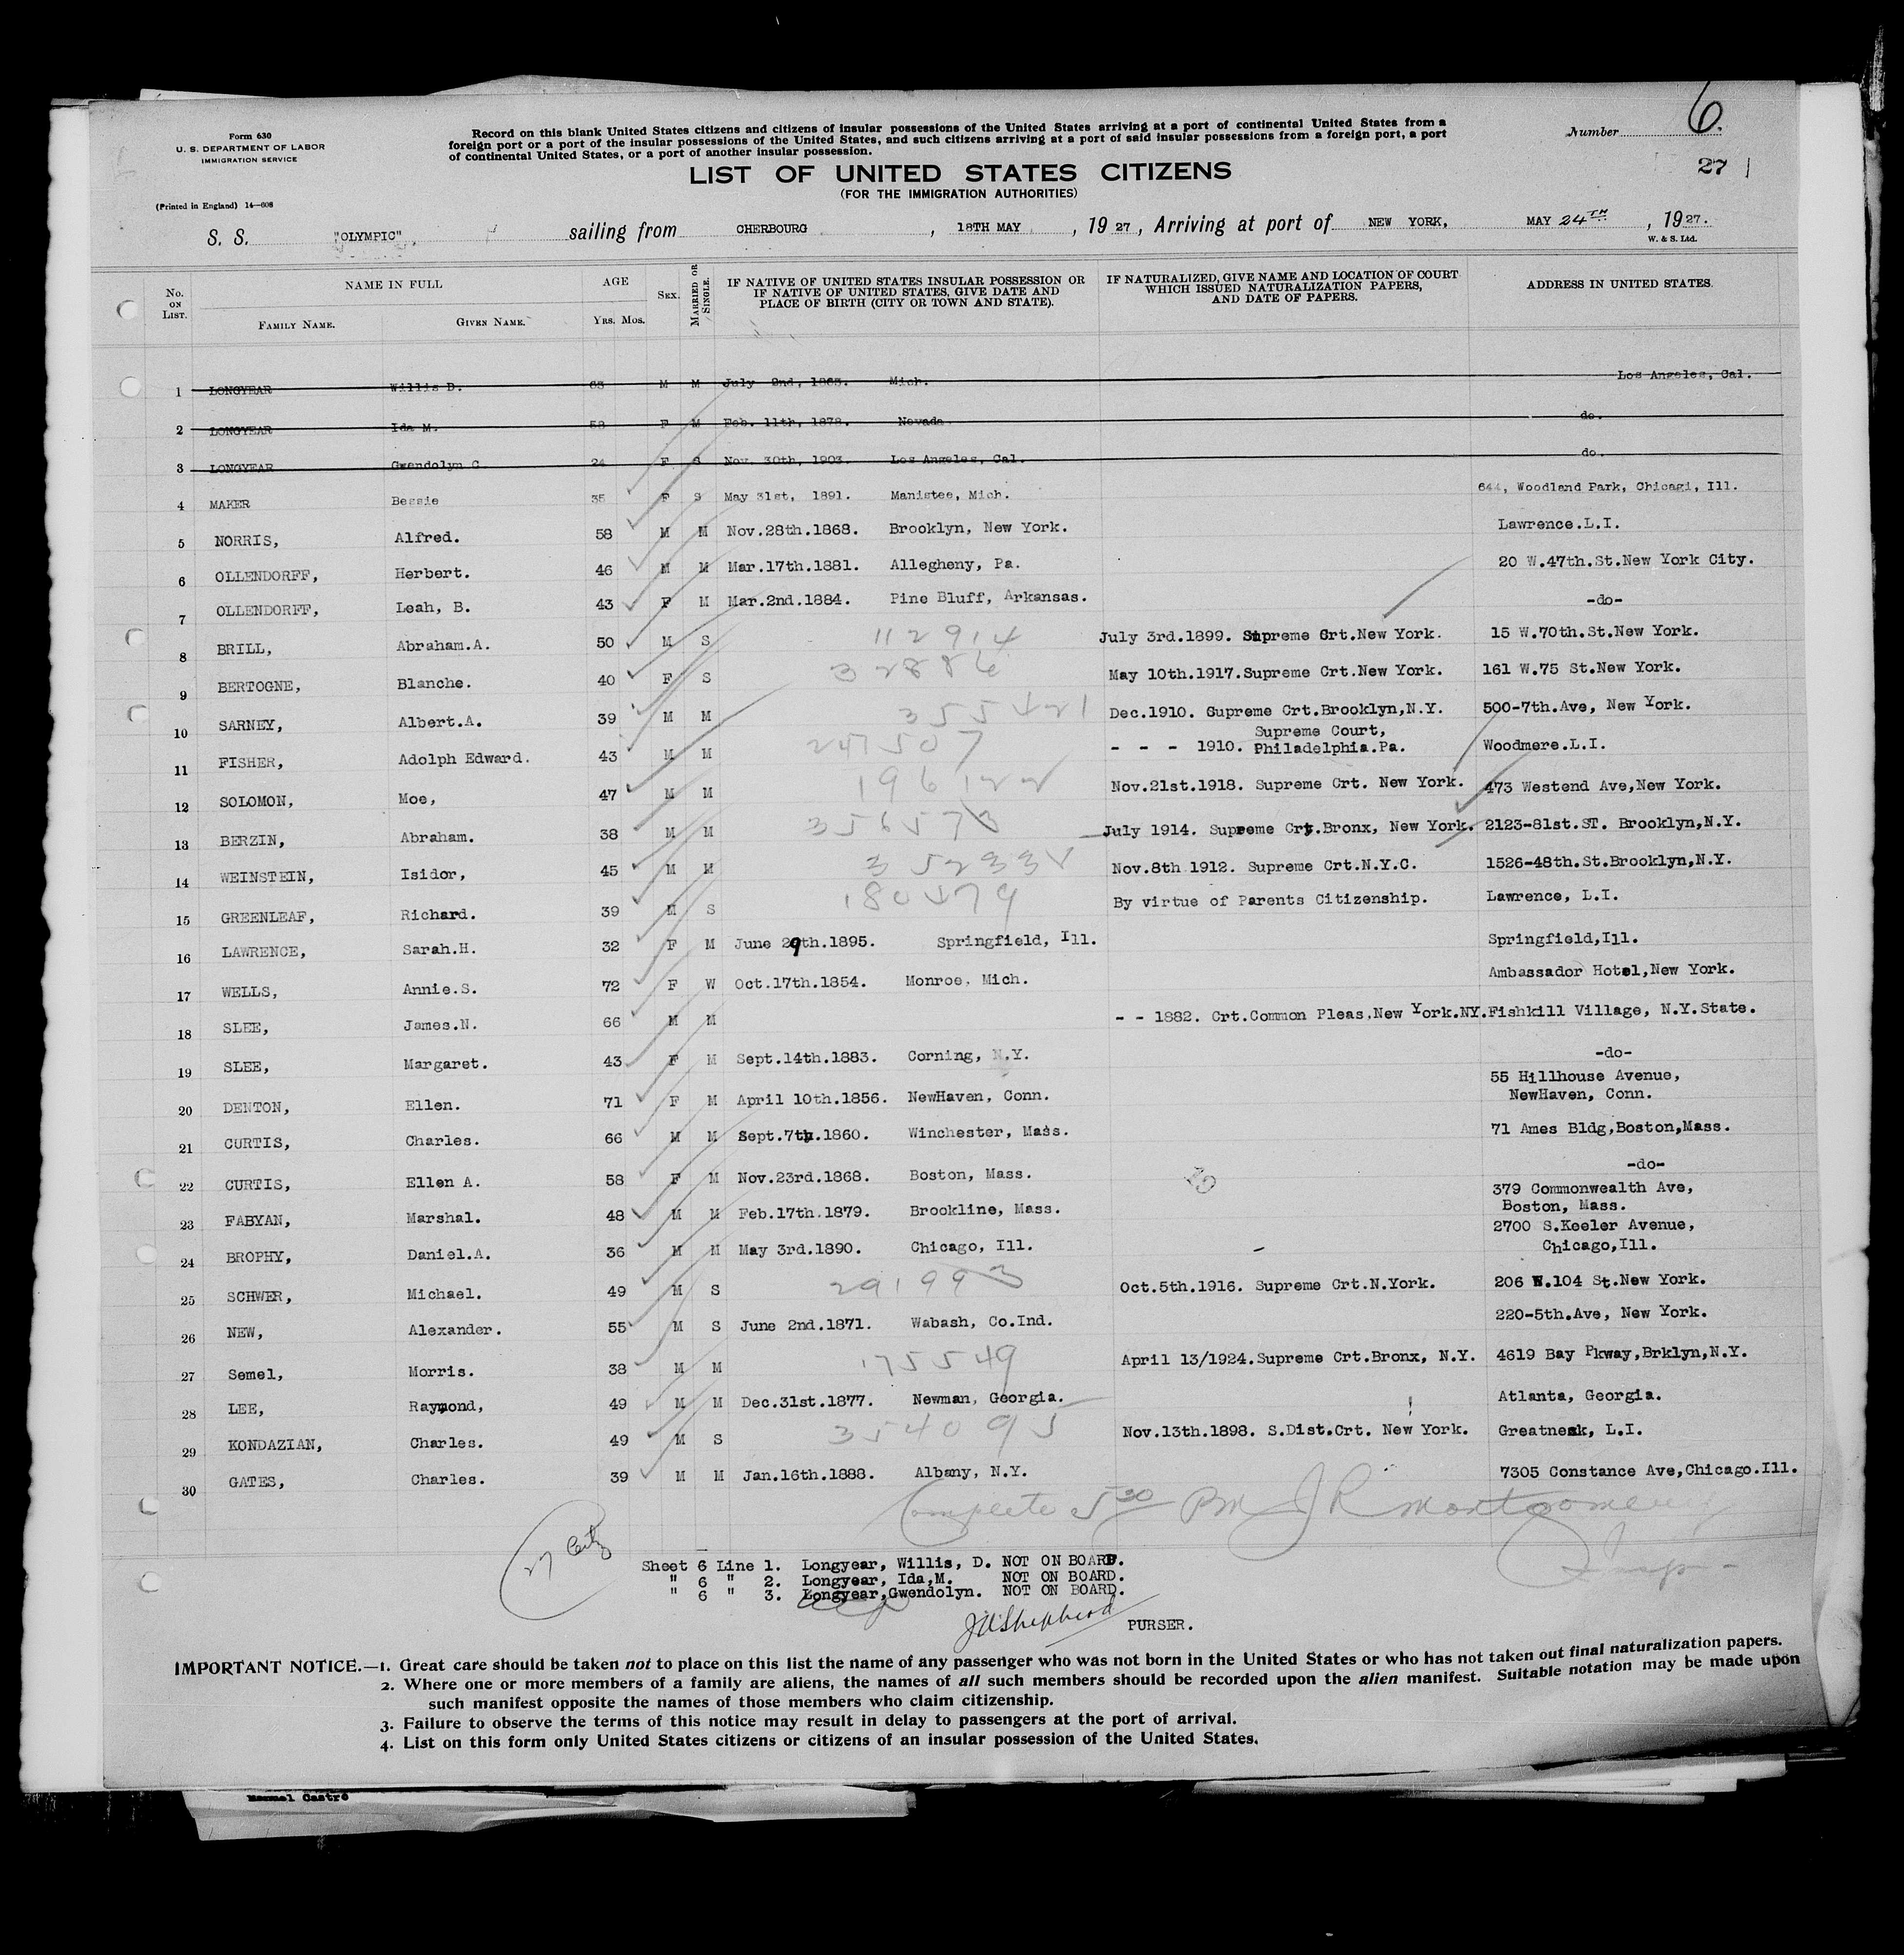 Form 630
U. S. DEPARTMENT OF LABOR
IMMIGRATION SERVICE
(Printed in England) 14—608
Record on this blank United States citizens and citizens of insular possessions of the United States arriving at a port of continental United States from a
foreign port or a port of the insular possessions of the United States, and such citizens arriving at a port of said insular possessions from a foreign port, a port
of continental United States, or a port of another insular possession.
Number 6.
27
LIST OF UNITED STATES CITIZENS
(FOR THE IMMIGRATION AUTHORITIES)
S. S. "OLYMPIC", sailing from CHERBOURG, 18TH MAY, 1927, Arriving at port of NEW YORK, MAY 24TH, 1927.
W. & S. Ltd.
No. on List. NAME IN FULL Family Name. Given Name. AGE Yrs. Mos. Sex. Married or Single. IF NATIVE OF UNITED STATES INSULAR POSSESSION OR IF NATIVE OF UNITED STATES, GIVE DATE AND PLACE OF BIRTH (CITY OR TOWN AND STATE). IF NATURALIZED, GIVE NAME AND LOCATION OF COURT WHICH ISSUED NATURALIZATION PAPERS, AND DATE OF PAPERS. ADDRESS IN UNITED STATES.
1 LONGYEAR Willis D. 63 M M July 2nd, 1863. Mich. Los Angeles, Cal.
2 LONGYEAR Ida M. 53 F M Feb. 11th, 1873. Nevada. do.
3 LONGYEAR Gwendolyn C 24 F S Nov. 30th, 1903. Los Angeles, Cal. do.
4 MAKER Bessie 35 F S May 31st, 1891. Manistee, Mich. 644, Woodland Park, Chicagi, Ill.
5 NORRIS, Alfred. 58 M M Nov.28th.1868. Brooklyn, New York. Lawrence.L.I.
6 OLLENDORFF, Herbert. 46 M M Mar.17th.1881. Allegheny, Pa. 20 W.47th.St.New York City.
7 OLLENDORFF, Leah, B. 43 F M Mar.2nd.1884. Pine Bluff, Arkansas. -do-
8 BRILL, Abraham.A. 50 M S 112914 July 3rd.1899. Supreme Crt.New York. 15 W.70th.St.New York.
9 BERTOGNE, Blanche. 40 F S 32886 May 10th.1917.Supreme Crt.New York. 161 W.75 St.New York.
10 SARNEY, Albert.A. 39 M M 355421 Dec.1910. Supreme Crt.Brooklyn,N.Y. 500-7th.Ave, New York.
11 FISHER, Adolph Edward. 43 M M 247507 - - - 1910. Supreme Court, Philadelphia.Pa. Woodmere.L.I.
12 SOLOMON, Moe, 47 M M 196122 Nov.21st.1918. Supreme Crt. New York. 473 Westend Ave,New York.
13 BERZIN, Abraham. 38 M M 356573 July 1914. Supreme Crt.Bronx, New York. 2123-81st.ST. Brooklyn,N.Y.
14 WEINSTEIN, Isidor, 45 M M Nov.8th 1912. Supreme Crt.N.Y.C. 1526-48th.St.Brooklyn,N.Y.
15 GREENLEAF, Richard. 39 M S 180479 By virtue of Parents Citizenship. Lawrence, L.I.
16 LAWRENCE, Sarah.H. 32 F M June 29th.1895. Springfield, Ill. Springfield,Ill.
17 WELLS, Annie.S. 72 F W Oct.17th.1854. Monroe, Mich. Ambassador Hotel,New York.
18 SLEE, James.N. 66 M M - - 1882. Crt.Common Pleas,New York.NY. Fishkill Village, N.Y.State.
19 SLEE, Margaret. 43 F M Sept.14th.1883. Corning, N.Y. -do-
20 DENTON, Ellen. 71 F M April 10th.1856. NewHaven, Conn. 55 Hillhouse Avenue, NewHaven, Conn.
21 CURTIS, Charles. 66 M M Sept.7th.1860. Winchester, Mass. 71 Ames Bldg,Boston,Mass.
22 CURTIS, Ellen A. 58 F M Nov.23rd.1868. Boston, Mass. -do-
23 FABYAN, Marshal. 48 M M Feb.17th.1879. Brookline, Mass. 379 Commonwealth Ave, Boston, Mass.
24 BROPHY, Daniel.A. 36 M M May 3rd.1890. Chicago, Ill. 2700 S.Keeler Avenue, Chicago,Ill.
25 SCHWER, Michael. 49 M S 291993 Oct.5th.1916. Supreme Crt.N.York. 206 W.104 St.New York.
26 NEW, Alexander. 55 M S June 2nd.1871. Wabash, Co.Ind. 220-5th.Ave, New York.
27 Semel, Morris. 38 M M 175549 April 13/1924.Supreme Crt.Bronx, N.Y. 4619 Bay Pkway,Brklyn,N.Y.
28 LEE, Raymond, 49 M M Dec.31st.1877. Newman, Georgia. Atlanta, Georgia.
29 KONDAZIAN, Charles. 49 M S 354095 Nov.13th.1898. S.Dist.Crt. New York. Greatneck, L.I.
30 GATES, Charles. 39 M M Jan.16th.1888. Albany, N.Y. 7305 Constance Ave,Chicago.Ill.
Complete 5 30 PM J R Montgomery
Insp
27 Citz
Sheet 6 Line 1. Longyear, Willis, D. NOT ON BOARD.
" 6 " 2. Longyear, Ida,M. NOT ON BOARD.
" 6 " 3. Longyear,Gwendolyn. NOT ON BOARD.
JWShepherd PURSER.
IMPORTANT NOTICE.—1. Great care should be taken not to place on this list the name of any passenger who was not born in the United States or who has not taken out final naturalization papers.
2. Where one or more members of a family are aliens, the names of all such members should be recorded upon the alien manifest. Suitable notation may be made upon
such manifest opposite the names of those members who claim citizenship.
3. Failure to observe the terms of this notice may result in delay to passengers at the port of arrival.
4. List on this form only United States citizens or citizens of an insular possession of the United States.
Manuel Castro